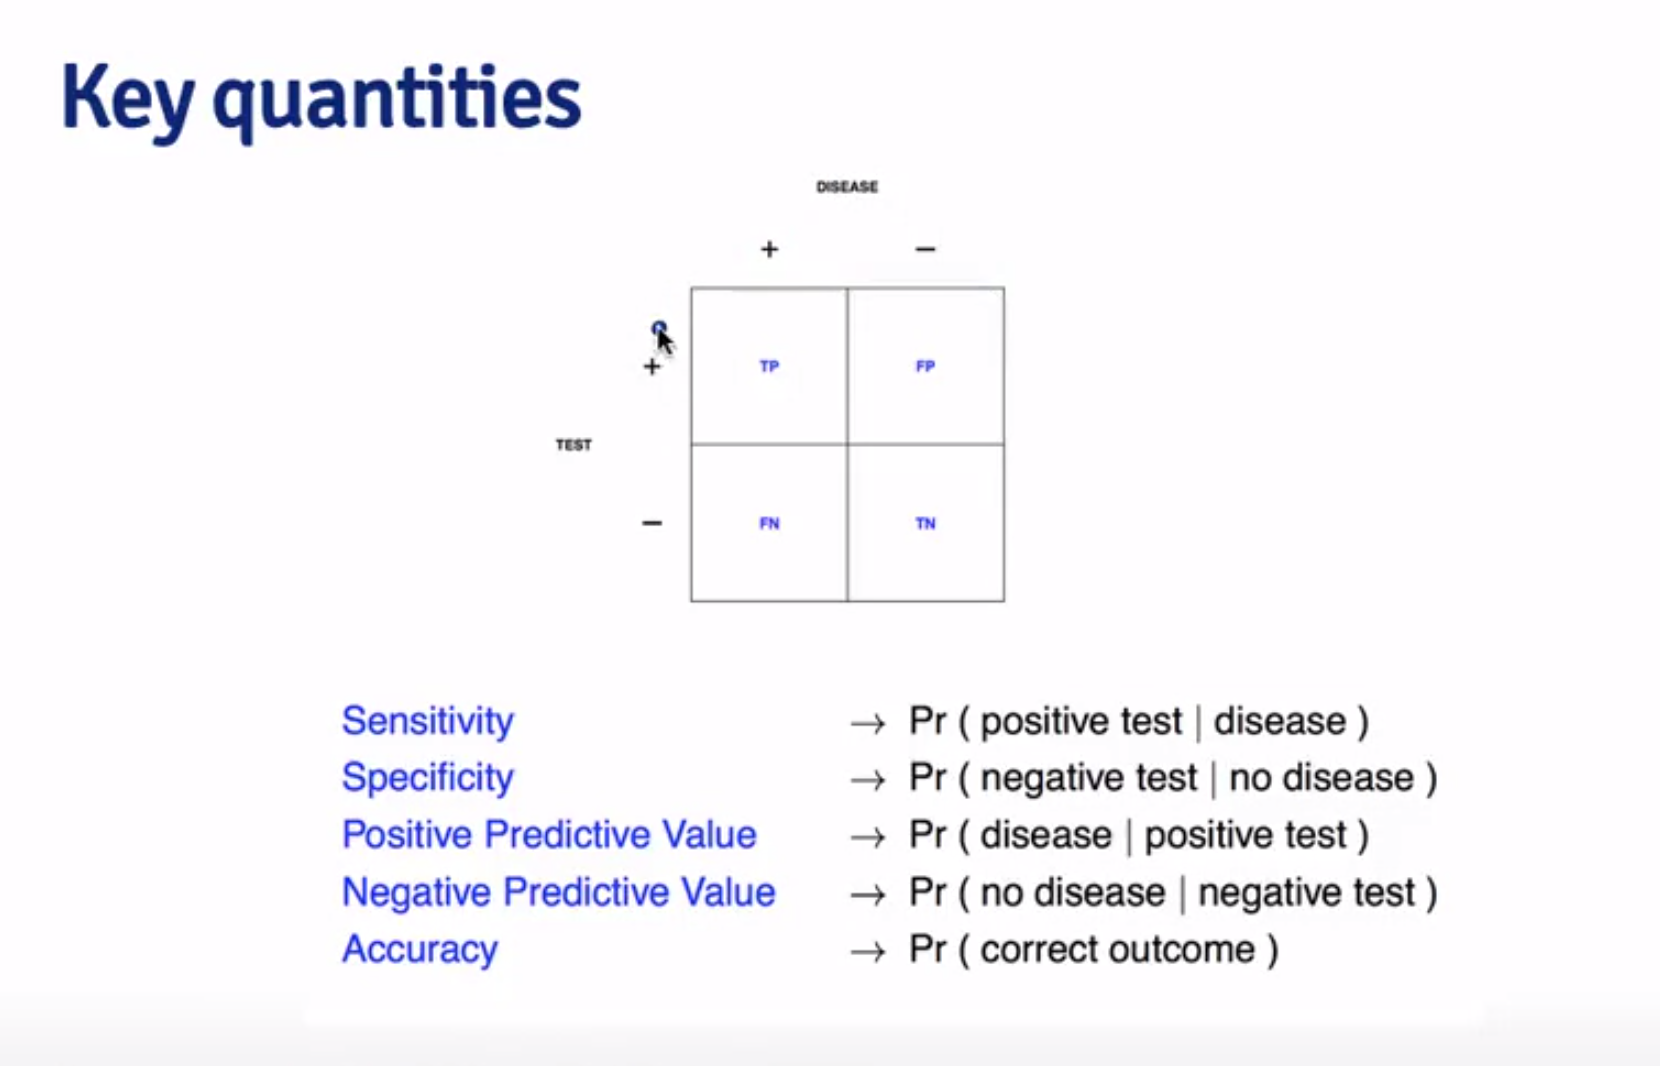 Key quantities
DISEASE
+ −
+ TP FP
TEST
− FN TN
Sensitivity → Pr ( positive test | disease )
Specificity → Pr ( negative test | no disease )
Positive Predictive Value → Pr ( disease | positive test )
Negative Predictive Value → Pr ( no disease | negative test )
Accuracy → Pr ( correct outcome )